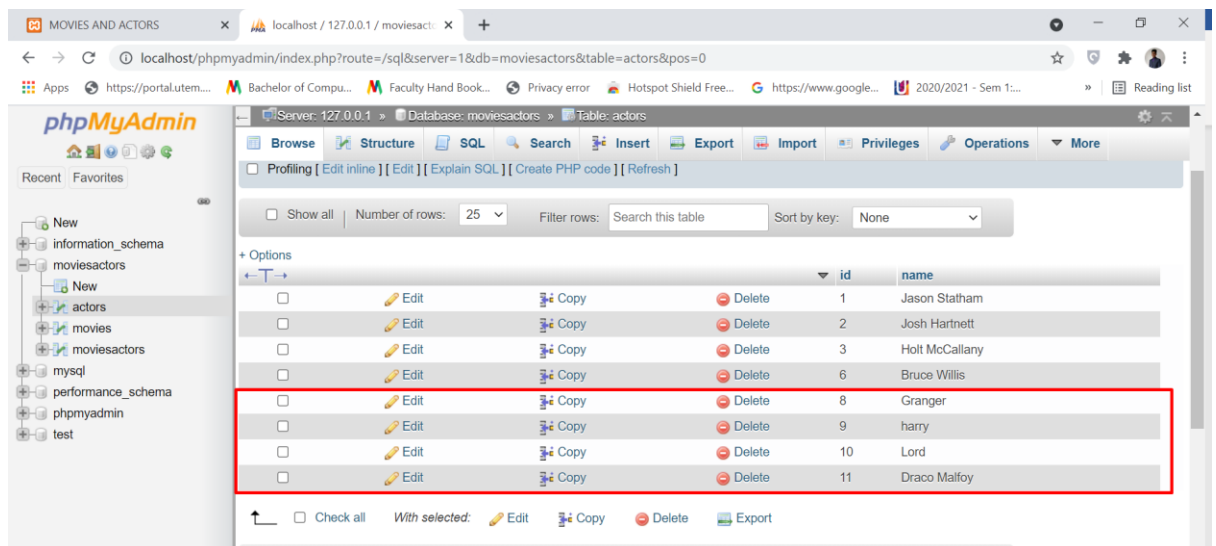 MOVIES AND ACTORS
localhost / 127.0.0.1 / moviesacto
localhost/phpmyadmin/index.php?route=/sql&server=1&db=moviesactors&table=actors&pos=0
Apps https://portal.utem.... Bachelor of Compu... Faculty Hand Book... Privacy error Hotspot Shield Free... https://www.google... 2020/2021 - Sem 1:... » Reading list
phpMyAdmin
Recent Favorites
New
information_schema
moviesactors
New
actors
movies
moviesactors
mysql
performance_schema
phpmyadmin
test
Server: 127.0.0.1 » Database: moviesactors » Table: actors
Browse Structure SQL Search Insert Export Import Privileges Operations More
Profiling [ Edit inline ] [ Edit ] [ Explain SQL ] [ Create PHP code ] [ Refresh ]
Show all | Number of rows: 25 Filter rows: Search this table Sort by key: None
+ Options
←T→ id name
Edit Copy Delete 1 Jason Statham
Edit Copy Delete 2 Josh Hartnett
Edit Copy Delete 3 Holt McCallany
Edit Copy Delete 6 Bruce Willis
Edit Copy Delete 8 Granger
Edit Copy Delete 9 harry
Edit Copy Delete 10 Lord
Edit Copy Delete 11 Draco Malfoy
Check all With selected: Edit Copy Delete Export